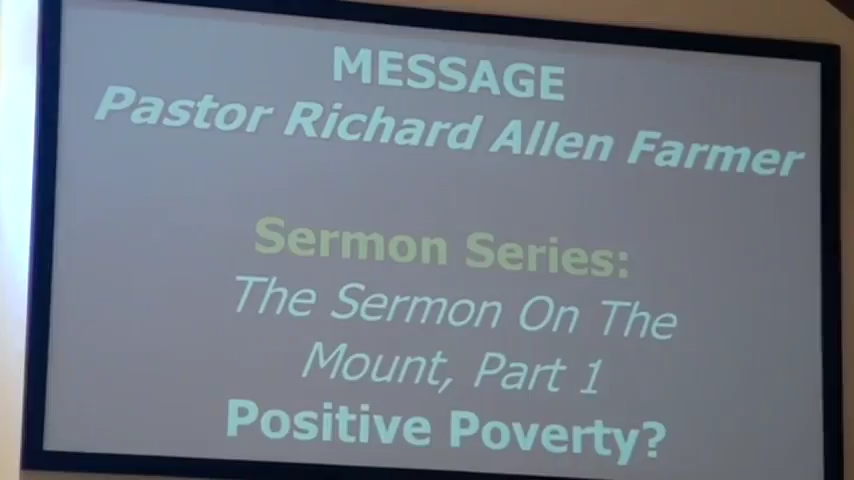 MESSAGE
Pastor Richard Allen Farmer
Sermon Series:
The Sermon On The
Mount, Part 1
Positive Poverty?